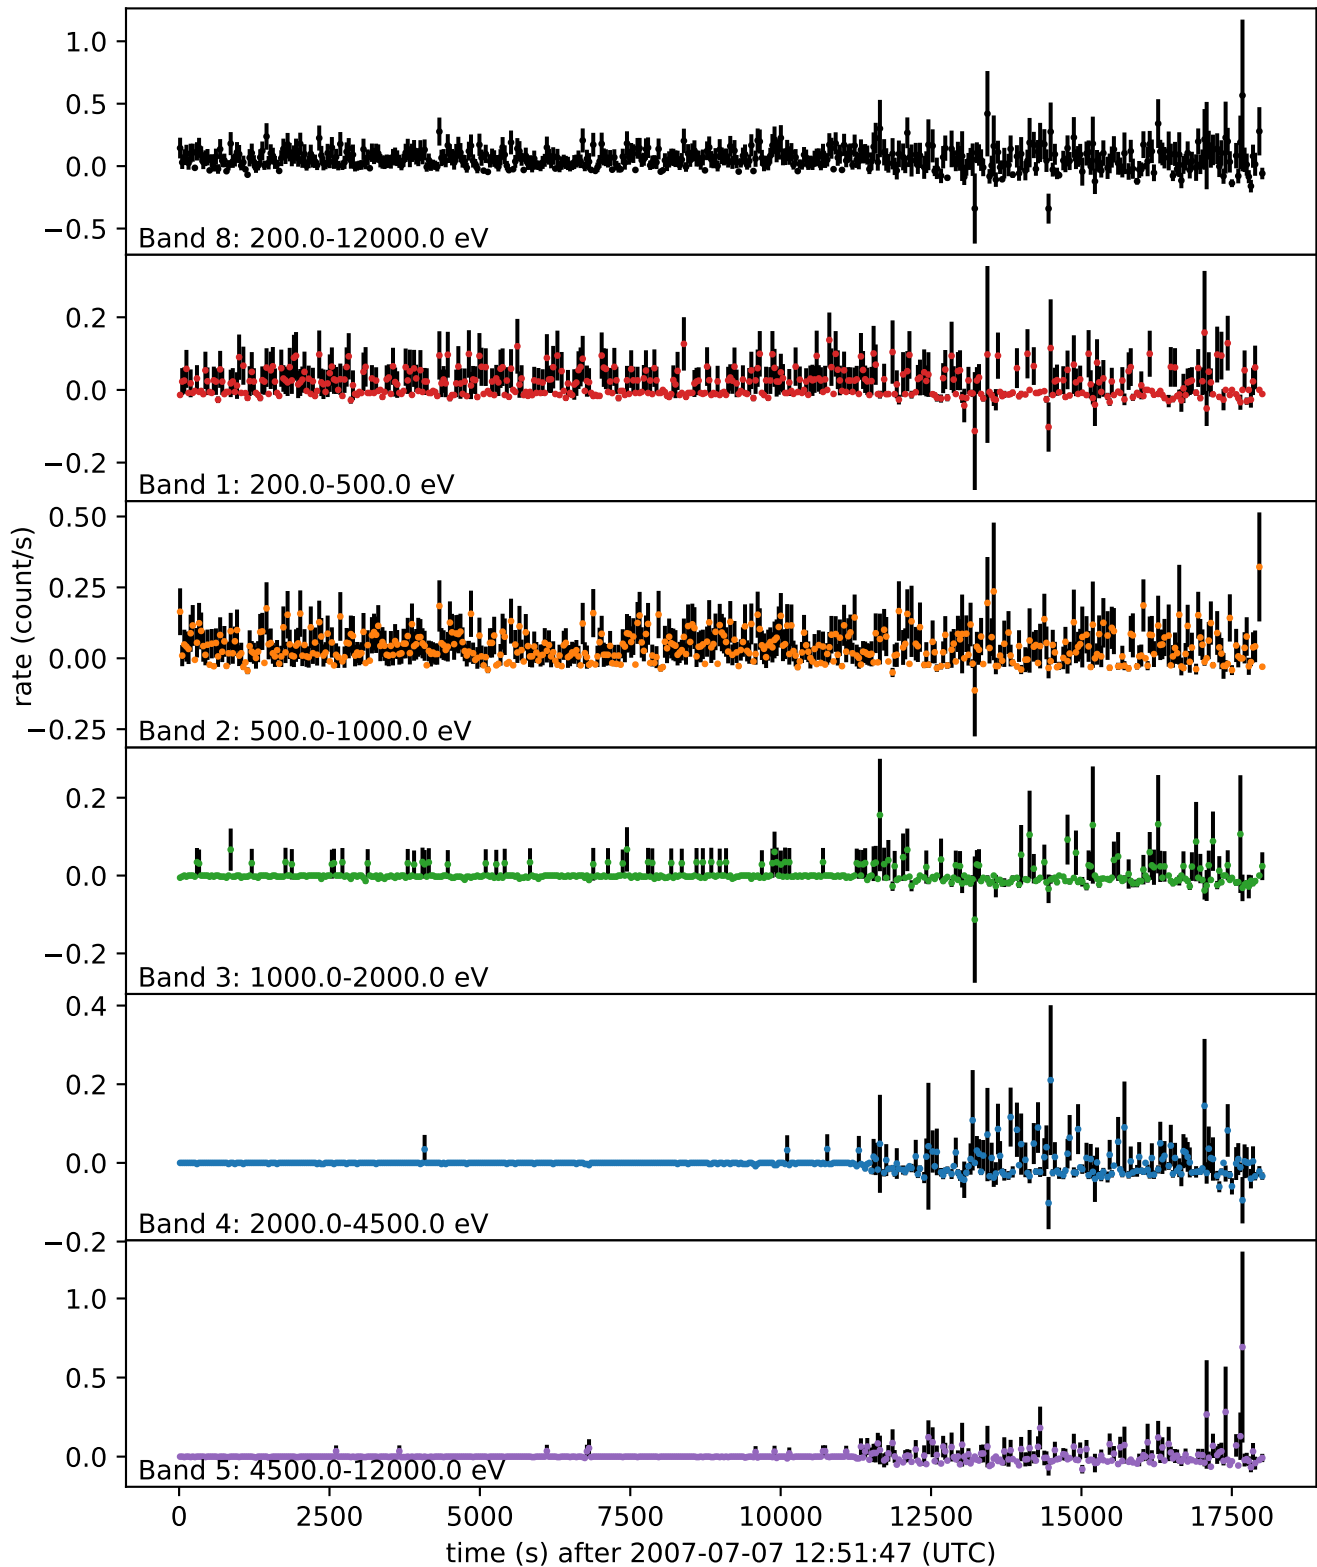 1.0
0.5
0.0
−0.5
Band 8: 200.0-12000.0 eV
0.2
0.0
−0.2
Band 1: 200.0-500.0 eV
rate (count/s)
0.50
0.25
0.00
−0.25
Band 2: 500.0-1000.0 eV
0.2
0.0
−0.2
Band 3: 1000.0-2000.0 eV
0.4
0.2
0.0
−0.2
Band 4: 2000.0-4500.0 eV
1.0
0.5
0.0
Band 5: 4500.0-12000.0 eV
0 2500 5000 7500 10000 12500 15000 17500
time (s) after 2007-07-07 12:51:47 (UTC)